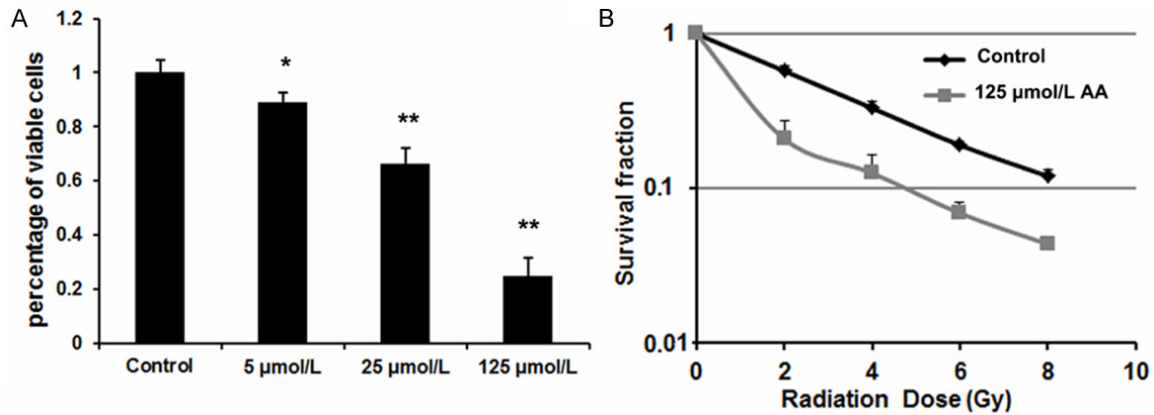 A
percentage of viable cells
1.2
1
0.8
0.6
0.4
0.2
0
*
**
**
Control
5 µmol/L
25 µmol/L
125 µmol/L
B
Survival fraction
1
0.1
0.01
Control
125 µmol/L AA
0
2
4
6
8
10
Radiation Dose (Gy)